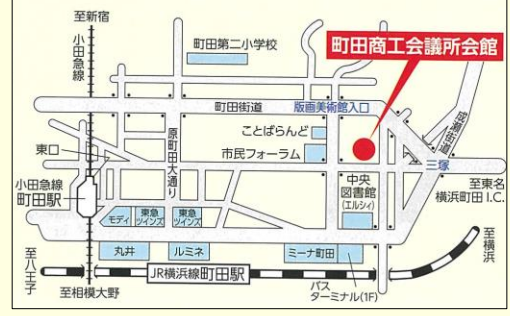 至新宿
小田急線
町田第二小学校
町田商工会議所会館
町田街道
版画美術館入口
成瀬街道
ことばらんど
市民フォーラム
原町田大通り
東口
三塚
小田急線
町田駅
中央
図書館
(エルシィ)
至東名
横浜町田 I.C.
モディ
東急
ツインズ
東急
ツインズ
丸井
ルミネ
ミーナ町田
至横浜
至八王子
JR横浜線町田駅
至相模大野
バス
ターミナル(1F)